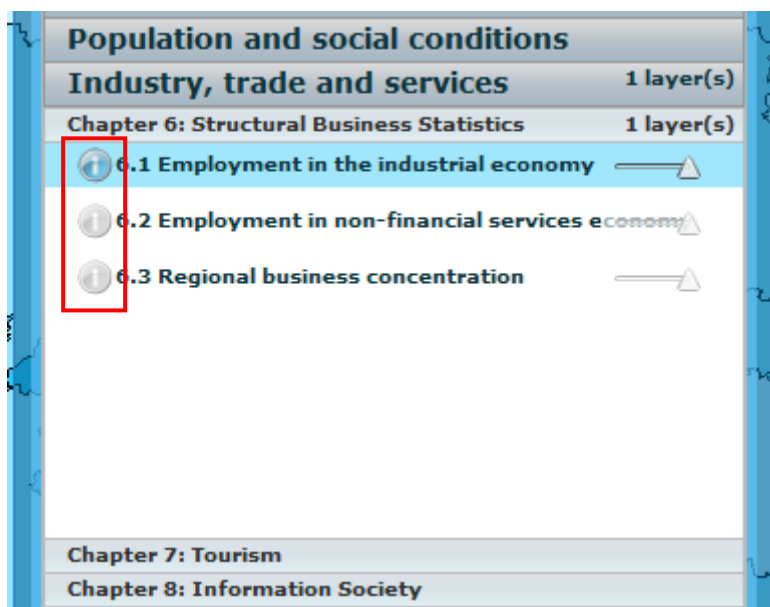 Population and social conditions
Industry, trade and services 1 layer(s)
Chapter 6: Structural Business Statistics 1 layer(s)
i 6.1 Employment in the industrial economy
i 6.2 Employment in non-financial services economy
i 6.3 Regional business concentration
Chapter 7: Tourism
Chapter 8: Information Society